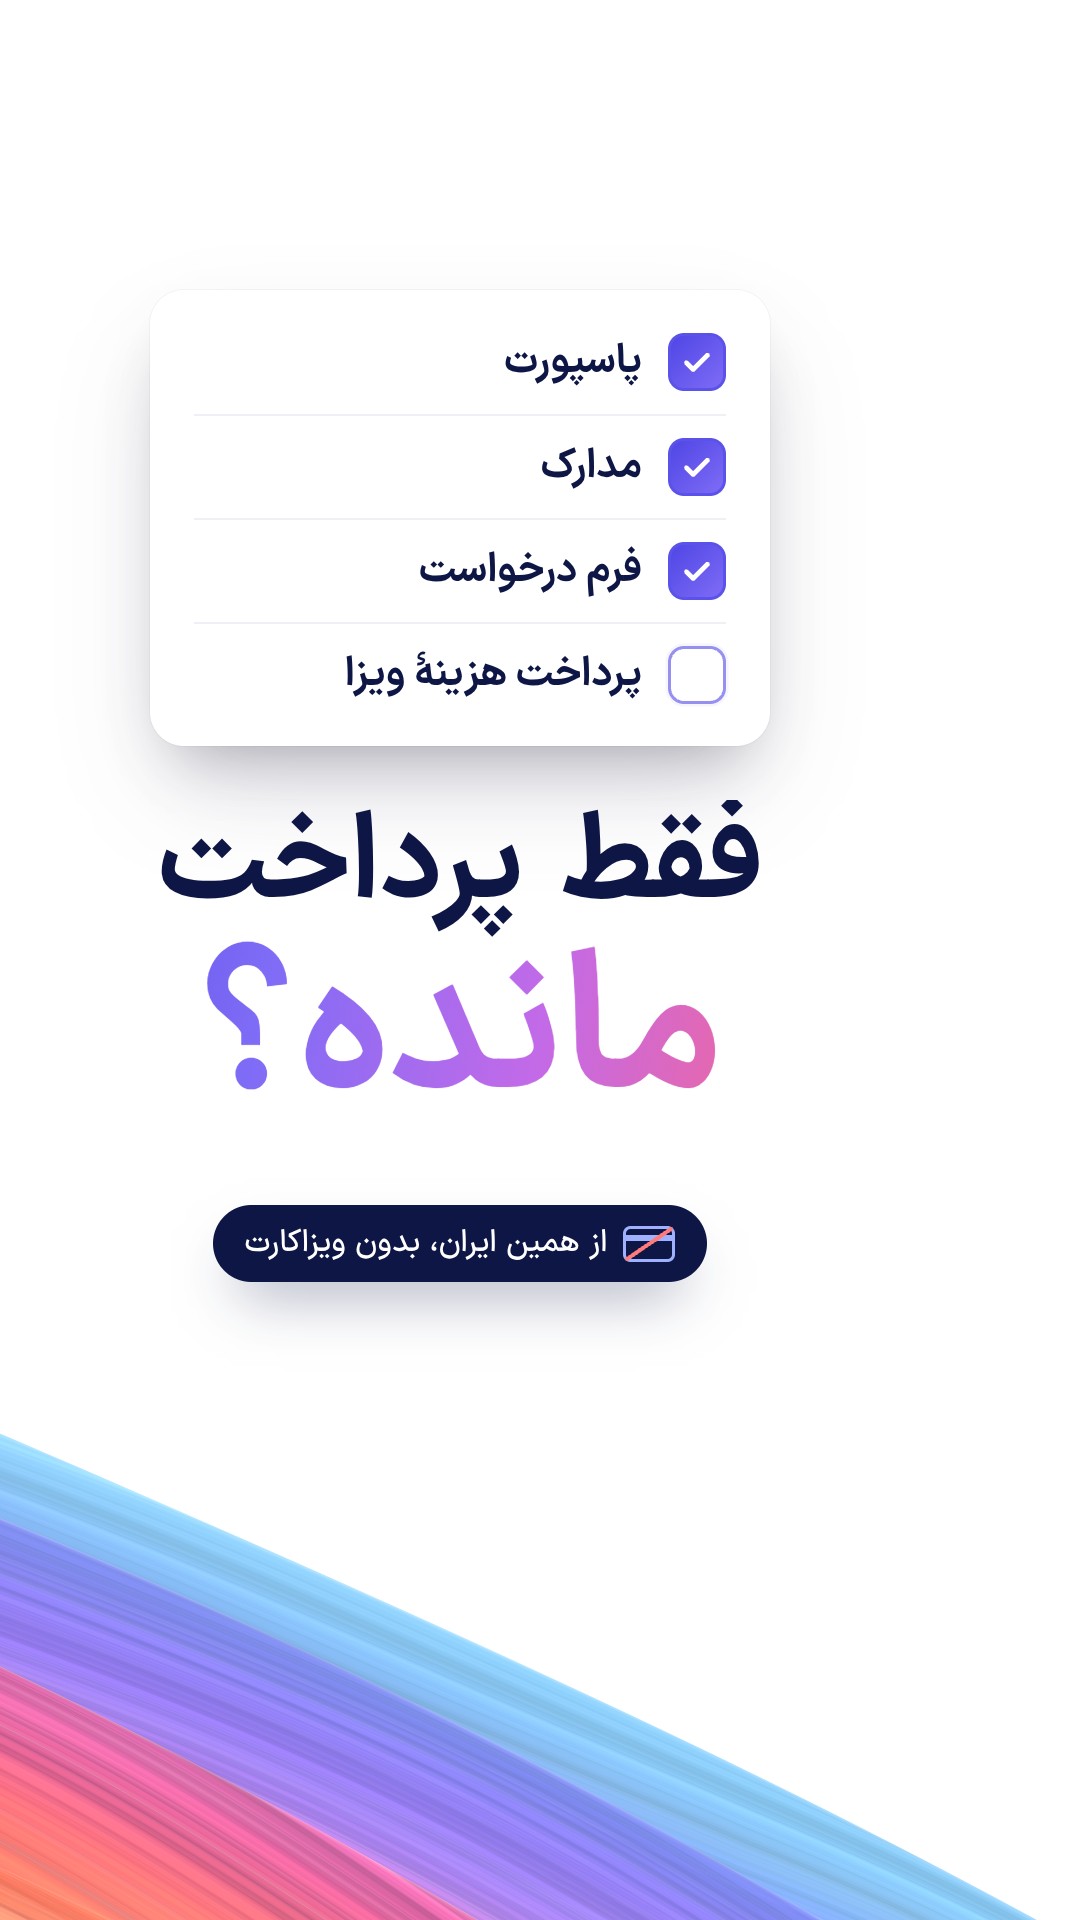 پاسپورت
مدارک
فرم درخواست
پرداخت هزینهٔ ویزا
فقط پرداخت
مانده؟
از همین ایران، بدون ویزاکارت